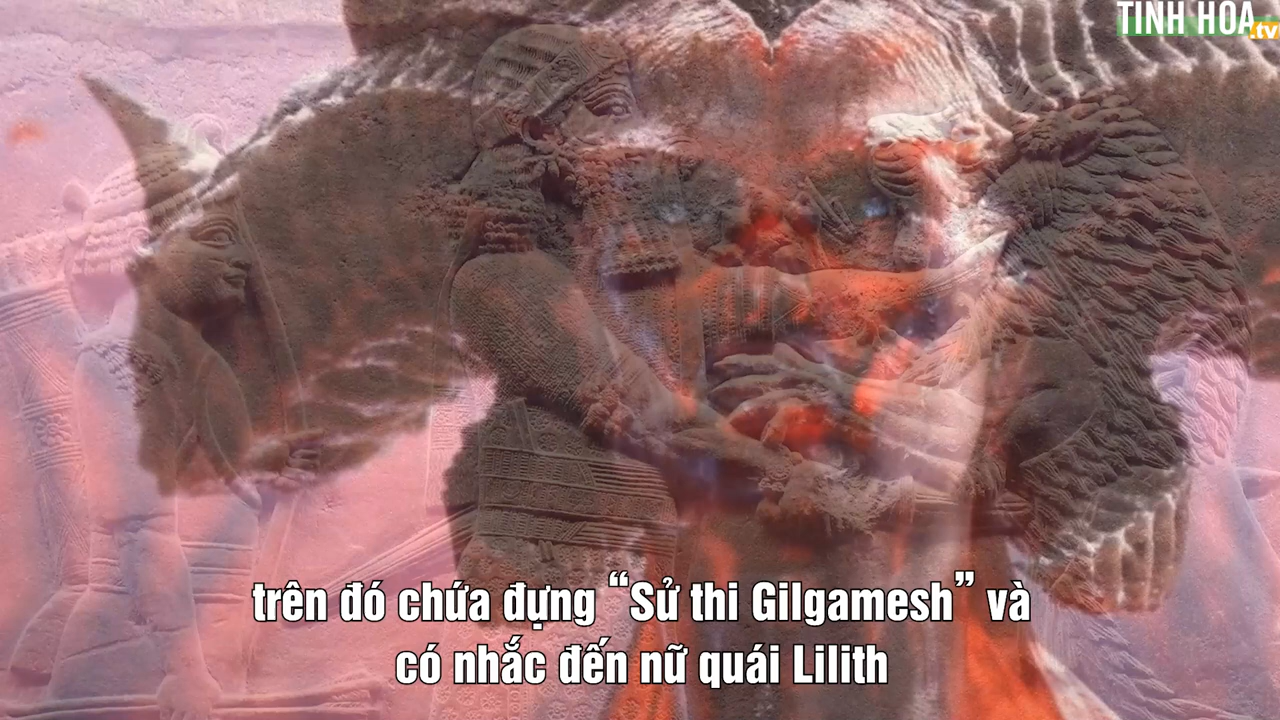 TINH HOA
.tv
trên đó chứa đựng “Sử thi Gilgamesh” và
có nhắc đến nữ quái Lilith